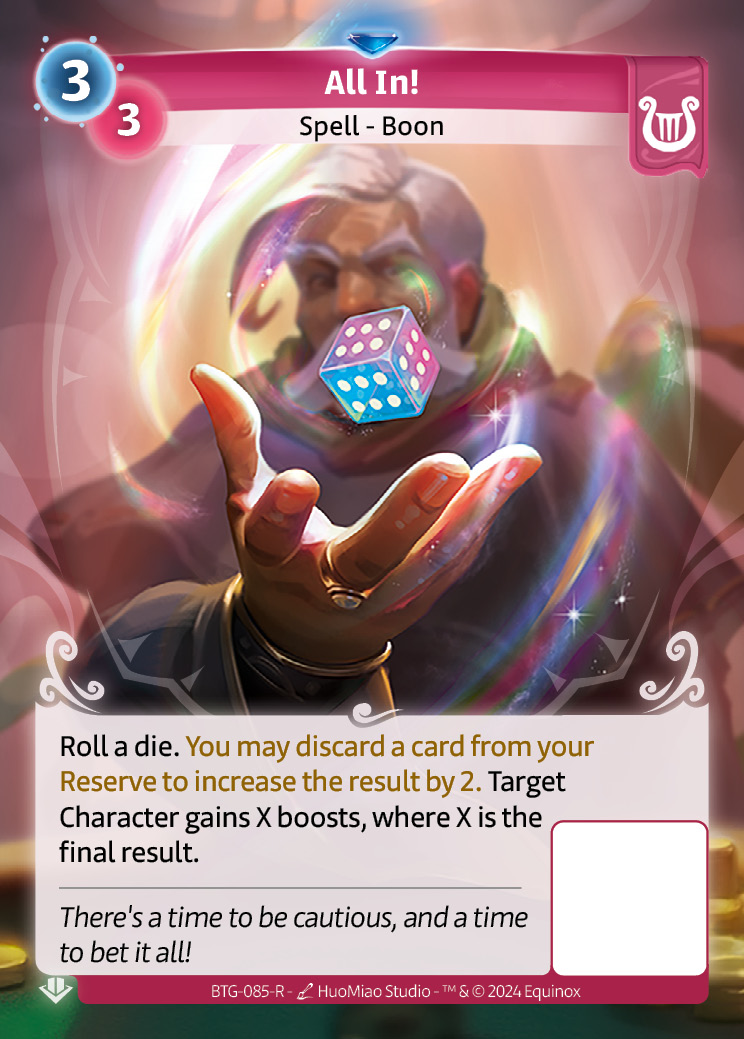 3
All In!
3
Spell - Boon
Roll a die. You may discard a card from your
Reserve to increase the result by 2. Target
Character gains X boosts, where X is the
final result.
There's a time to be cautious, and a time
to bet it all!
BTG-085-R - HuoMiao Studio - ™ & © 2024 Equinox